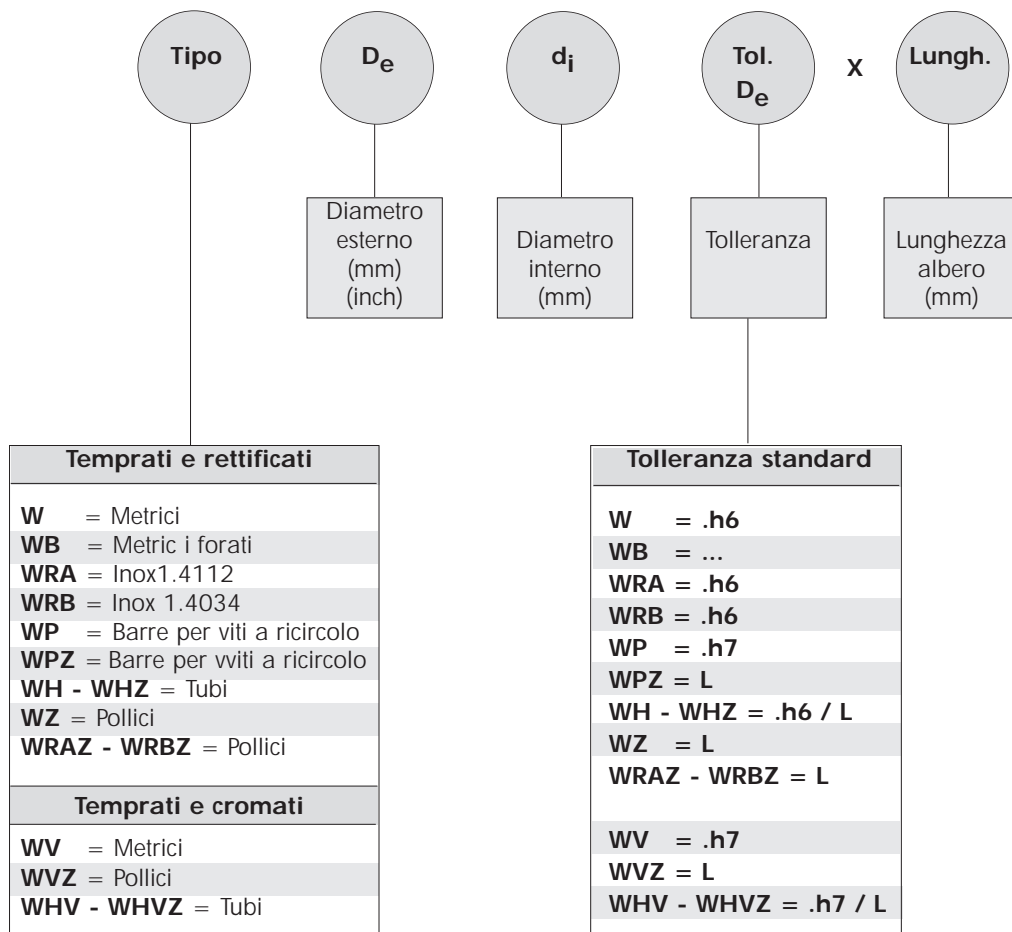 Tipo
De
di
Tol.
De
X
Lungh.
Diametro
esterno
(mm)
(inch)
Diametro
interno
(mm)
Tolleranza
Lunghezza
albero
(mm)
Temprati e rettificati
W = Metrici
WB = Metric i forati
WRA = Inox1.4112
WRB = Inox 1.4034
WP = Barre per viti a ricircolo
WPZ = Barre per vviti a ricircolo
WH - WHZ = Tubi
WZ = Pollici
WRAZ - WRBZ = Pollici
Temprati e cromati
WV = Metrici
WVZ = Pollici
WHV - WHVZ = Tubi
Tolleranza standard
W = .h6
WB = ...
WRA = .h6
WRB = .h6
WP = .h7
WPZ = L
WH - WHZ = .h6 / L
WZ = L
WRAZ - WRBZ = L
WV = .h7
WVZ = L
WHV - WHVZ = .h7 / L